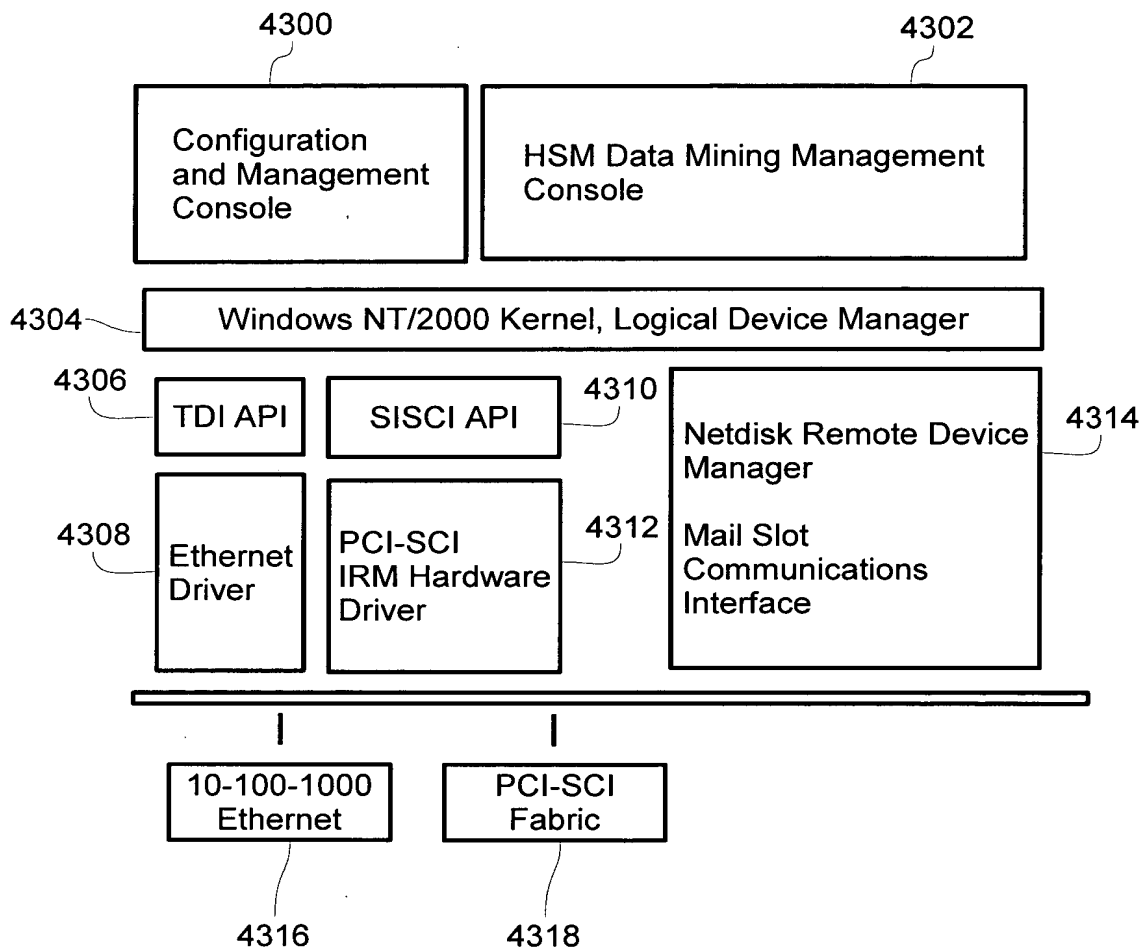 4300
4302
Configuration
and Management
Console
HSM Data Mining Management
Console
4304
Windows NT/2000 Kernel, Logical Device Manager
4306
TDI API
SISCI API
4310
Netdisk Remote Device
Manager
4314
4308
Ethernet
Driver
PCI-SCI
IRM Hardware
Driver
4312
Mail Slot
Communications
Interface
10-100-1000
Ethernet
PCI-SCI
Fabric
4316
4318